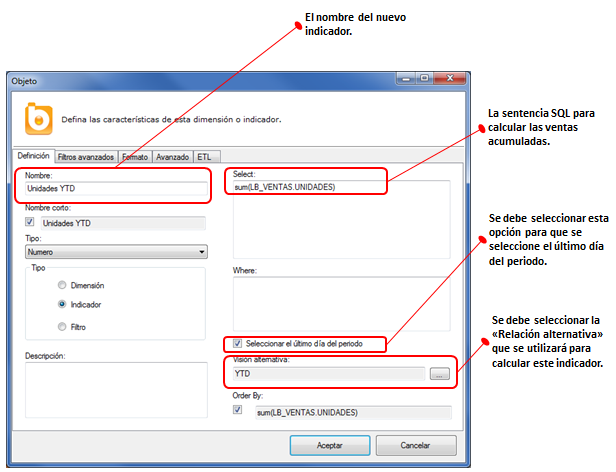 El nombre del nuevo
indicador.
Objeto
Defina las características de esta dimensión o indicador.
Definición Filtros avanzados Formato Avanzado ETL
Nombre:
Unidades YTD
Nombre corto:
Unidades YTD
Tipo:
Numero
Tipo
Dimensión
Indicador
Filtro
Descripción:
Select:
sum(LB_VENTAS.UNIDADES)
Where:
Seleccionar el último día del periodo
Visión alternativa:
YTD
...
Order By:
sum(LB_VENTAS.UNIDADES)
Aceptar
Cancelar
La sentencia SQL para
calcular las ventas
acumuladas.
Se debe seleccionar esta
opción para que se
seleccione el último día
del periodo.
Se debe seleccionar la
«Relación alternativa»
que se utilizará para
calcular este indicador.